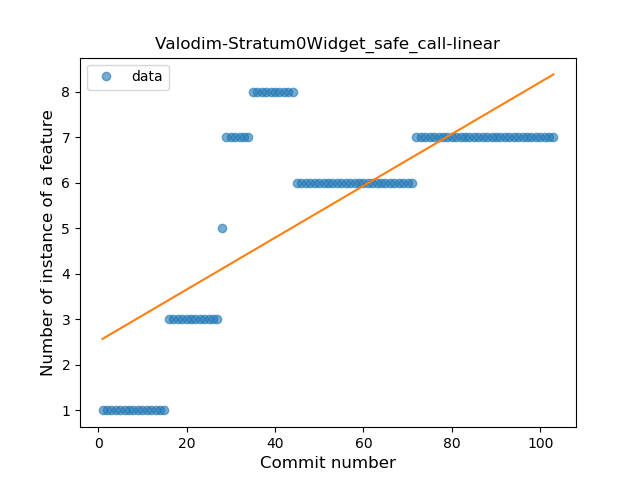 Valodim-Stratum0Widget_safe_call-linear
data
Number of instance of a feature
8
7
6
5
4
3
2
1
0 20 40 60 80 100
Commit number